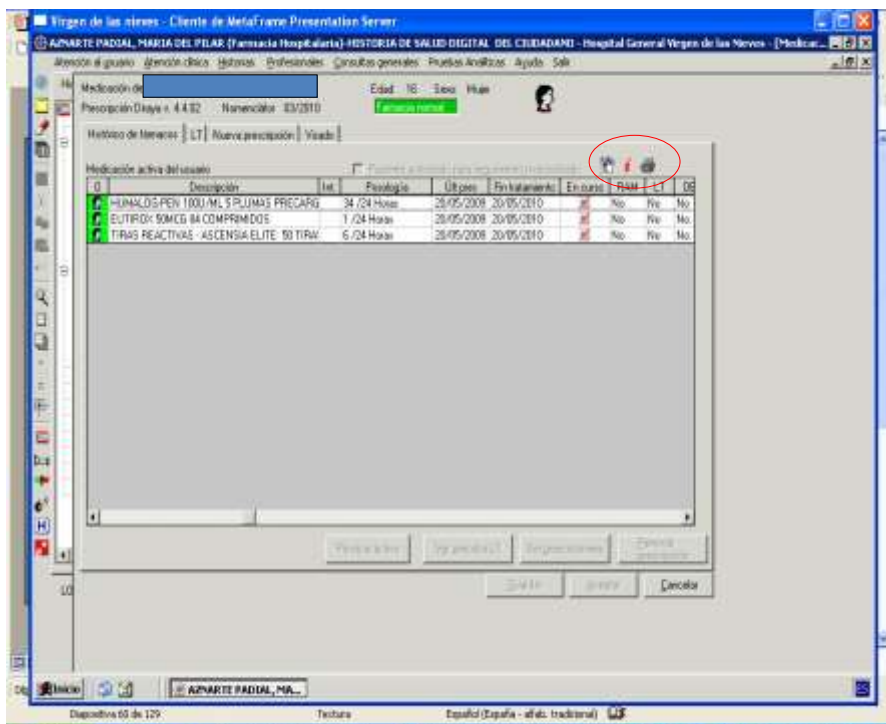 Virgen de las nieves - Cliente de MetaFrame Presentation Server
AZNARTE PADIAL, MARIA DEL PILAR (Farmacia Hospitalaria)-HISTORIA DE SALUD DIGITAL DEL CIUDADANO - Hospital General Virgen de las Nieves - [Medicac...
Atención al usuario Atención clínica Historias Profesionales Consultas generales Pruebas Analíticas Ayuda Salir
Medicación de
Edad 16 Sexo Mujer
Prescripción Diraya v. 4.4.02 Nomenclátor 03/2010 Farmacia normal
Histórico de fármacos LT Nueva prescripción Visado
Medicación activa del usuario
D Descripción Int. Posología Últ.pres Fin tratamiento En curso RAM LT
HUMALOG-PEN 100U/ML 5 PLUMAS PRECARG 34 /24 Horas 28/05/2009 20/05/2010 No No No
EUTIROX 50MCG 84 COMPRIMIDOS 1 /24 Horas 28/05/2009 20/05/2010 No No No
TIRAS REACTIVAS - ASCENSIA ELITE 50 TIRAS 6 /24 Horas 28/05/2009 20/05/2010 No No No
Cancelar
Inicio AZNARTE PADIAL, MA...
Diapositiva 65 de 129 Textura Español (España - alfab. tradicional)